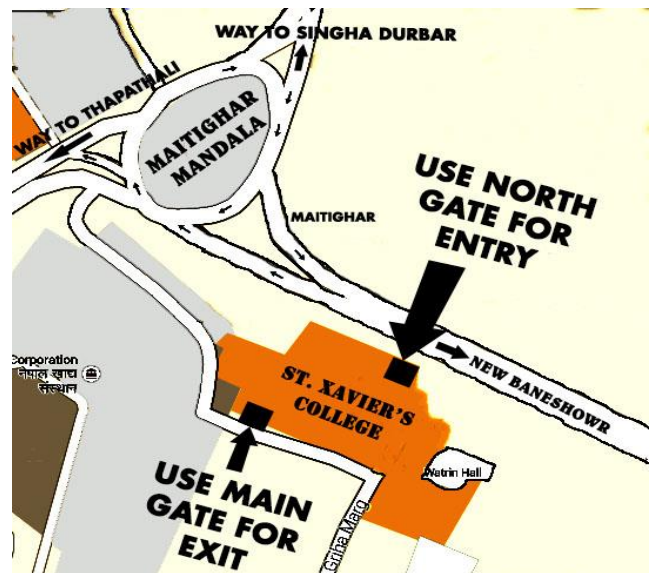 WAY TO SINGHA DURBAR
WAY TO THAPATHALI
MAITIGHAR
MANDALA
MAITIGHAR
USE NORTH
GATE FOR
ENTRY
Corporation
नेपाल खाद्य
संस्थान
ST. XAVIER'S
COLLEGE
NEW BANESHOWR
Watrin Hall
USE MAIN
GATE FOR
EXIT
Griha Marg